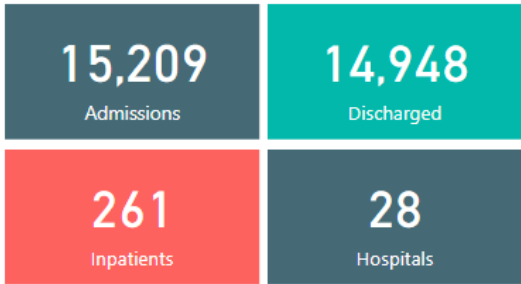 15,209
Admissions
14,948
Discharged
261
Inpatients
28
Hospitals